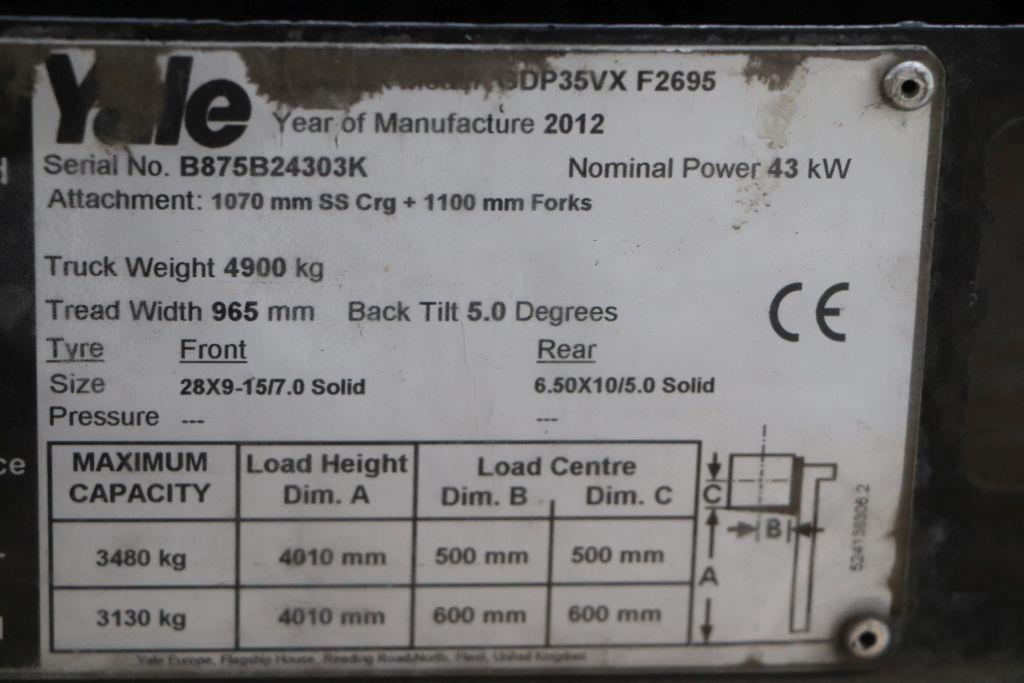 Yale
GDP35VX F2695
Year of Manufacture 2012
Serial No. B875B24303K Nominal Power 43 kW
Attachment: 1070 mm SS Crg + 1100 mm Forks
Truck Weight 4900 kg
Tread Width 965 mm Back Tilt 5.0 Degrees
CE
Tyre Front Rear
Size 28X9-15/7.0 Solid 6.50X10/5.0 Solid
Pressure --- ---
MAXIMUM CAPACITY Load Height Dim. A Load Centre Dim. B Dim. C
3480 kg 4010 mm 500 mm 500 mm
3130 kg 4010 mm 600 mm 600 mm
C
B
A
524138306.2
Yale Europe, Flagship House, Reading Road North, Fleet, United Kingdom